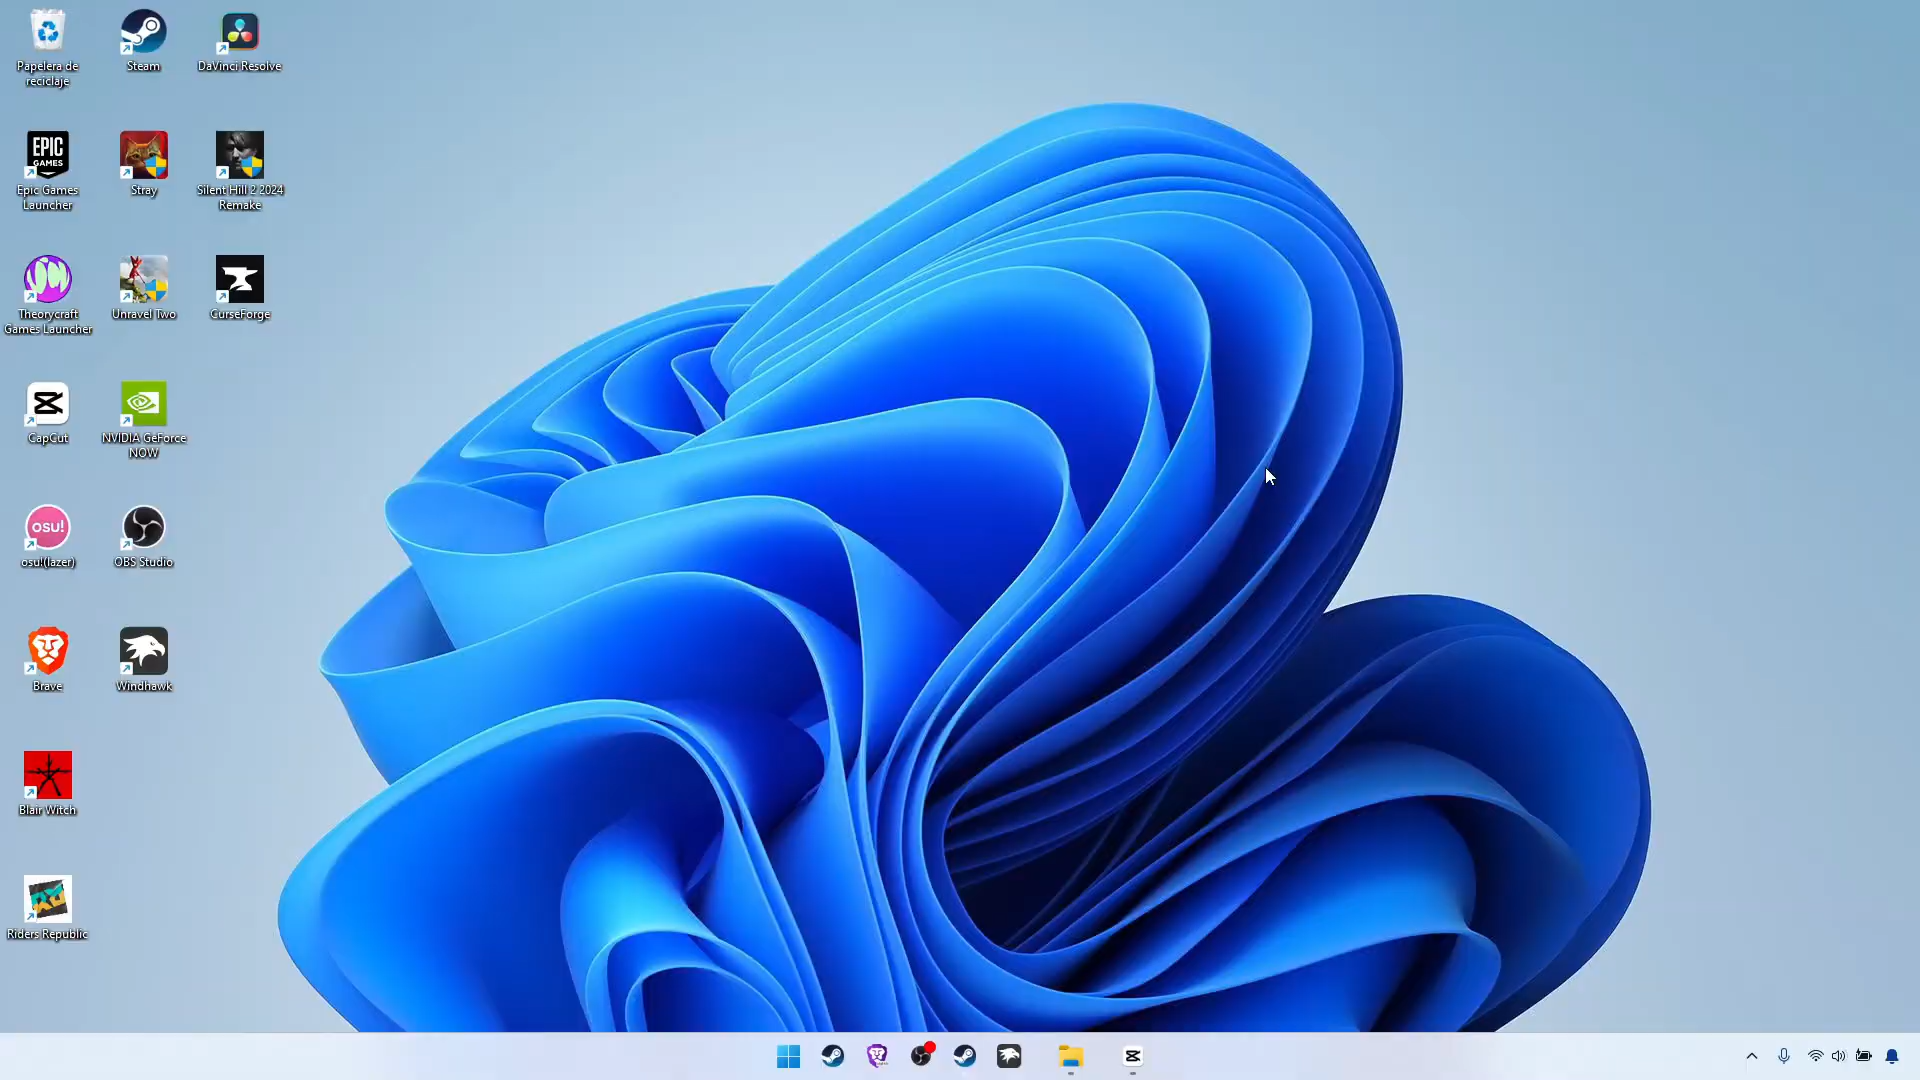 Papelera de
reciclaje
Steam
DaVinci Resolve
EPIC
GAMES
Epic Games
Launcher
Stray
Silent Hill 2 2024
Remake
Theorycraft
Games Launcher
Unravel Two
CurseForge
CapCut
NVIDIA GeForce
NOW
osu!
osu!(lazer)
OBS Studio
Brave
Windhawk
Blair Witch
Riders Republic